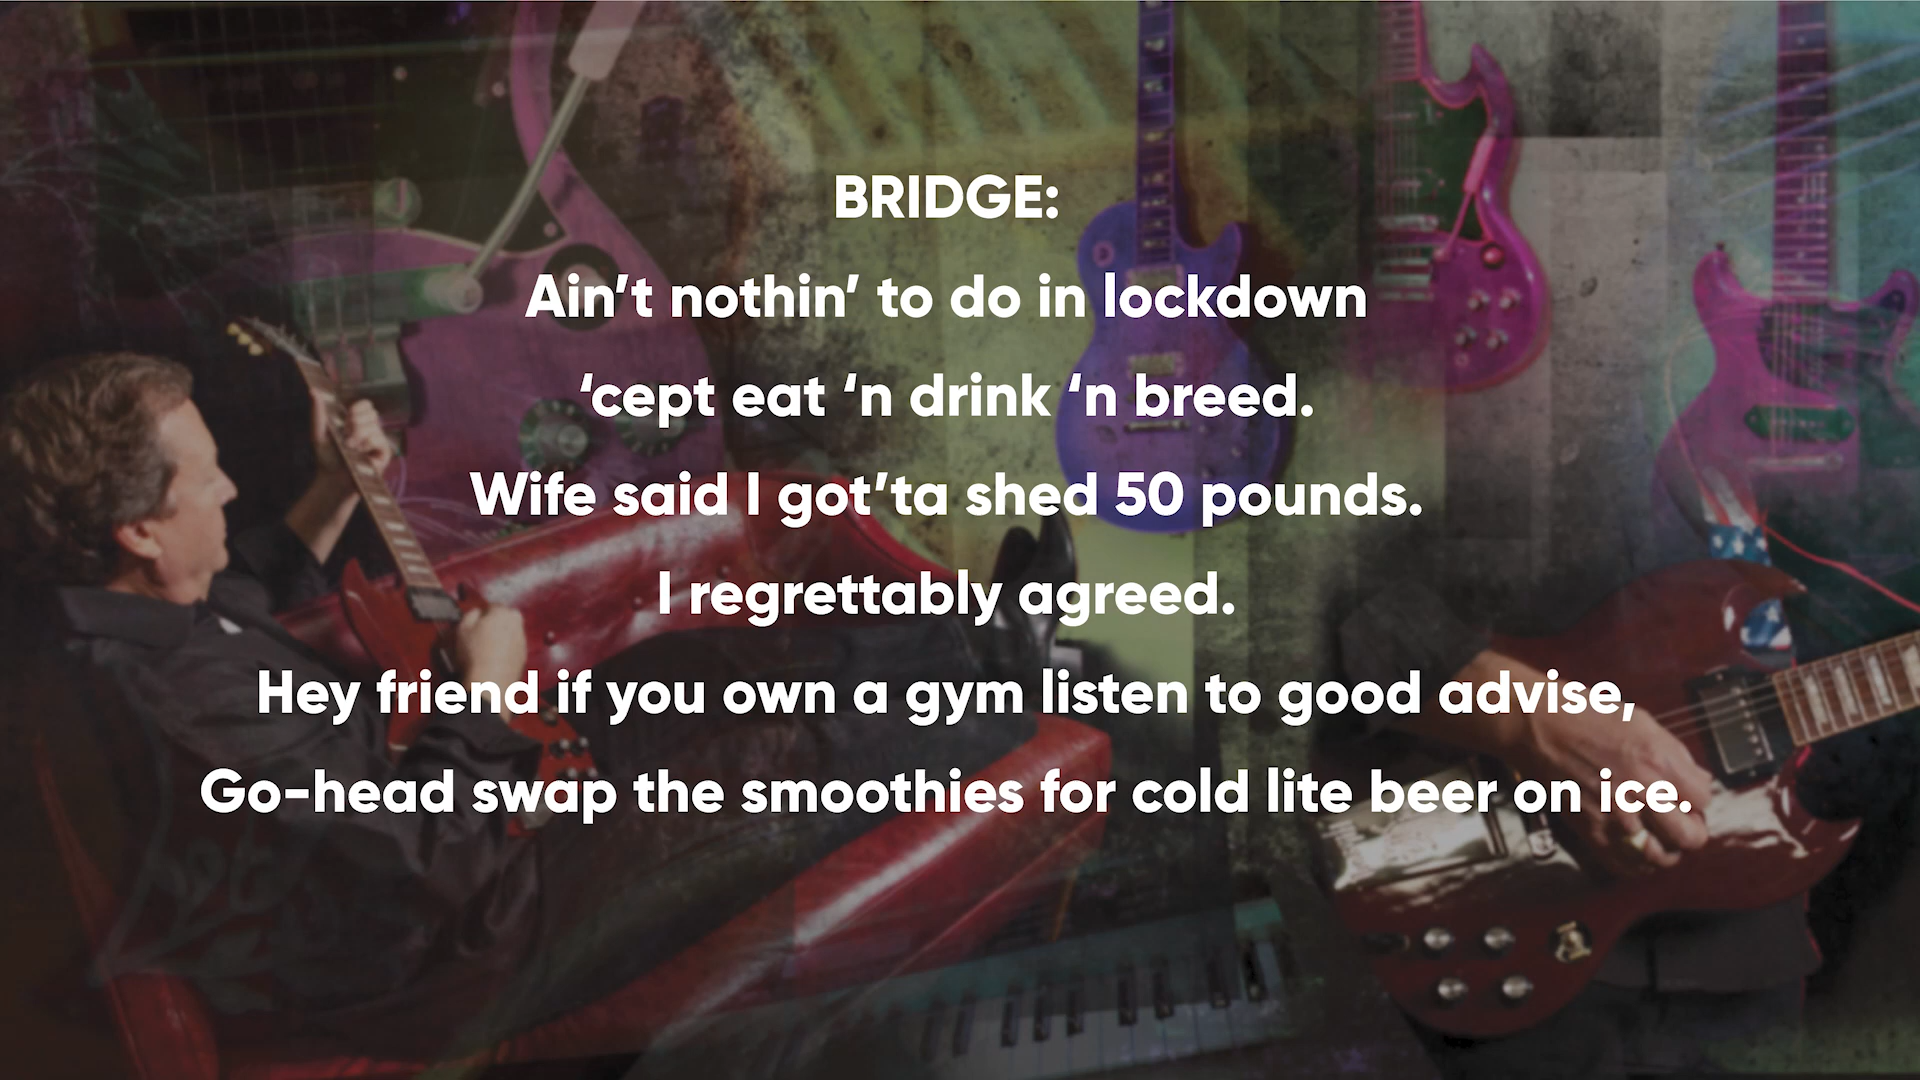 BRIDGE:
Ain’t nothin’ to do in lockdown
‘cept eat ‘n drink ‘n breed.
Wife said I got’ta shed 50 pounds.
I regrettably agreed.
Hey friend if you own a gym listen to good advise,
Go-head swap the smoothies for cold lite beer on ice.